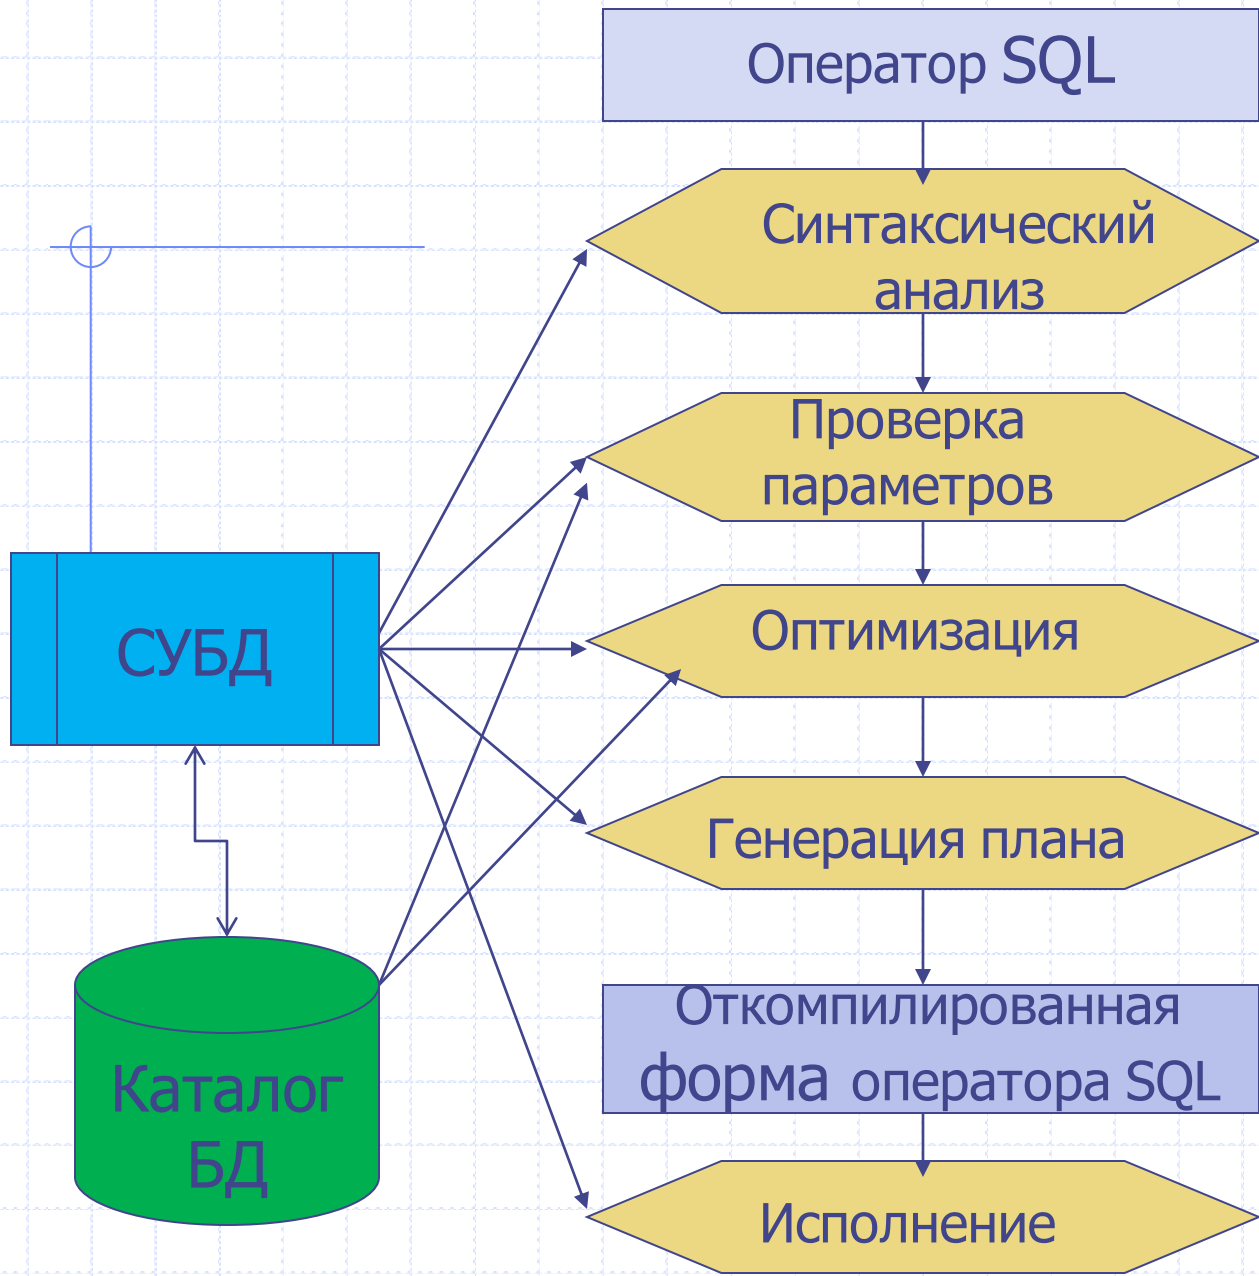 Оператор SQL
Синтаксический
анализ
Проверка
параметров
Оптимизация
СУБД
Генерация плана
Откомпилированная
форма оператора SQL
Каталог
БД
Исполнение